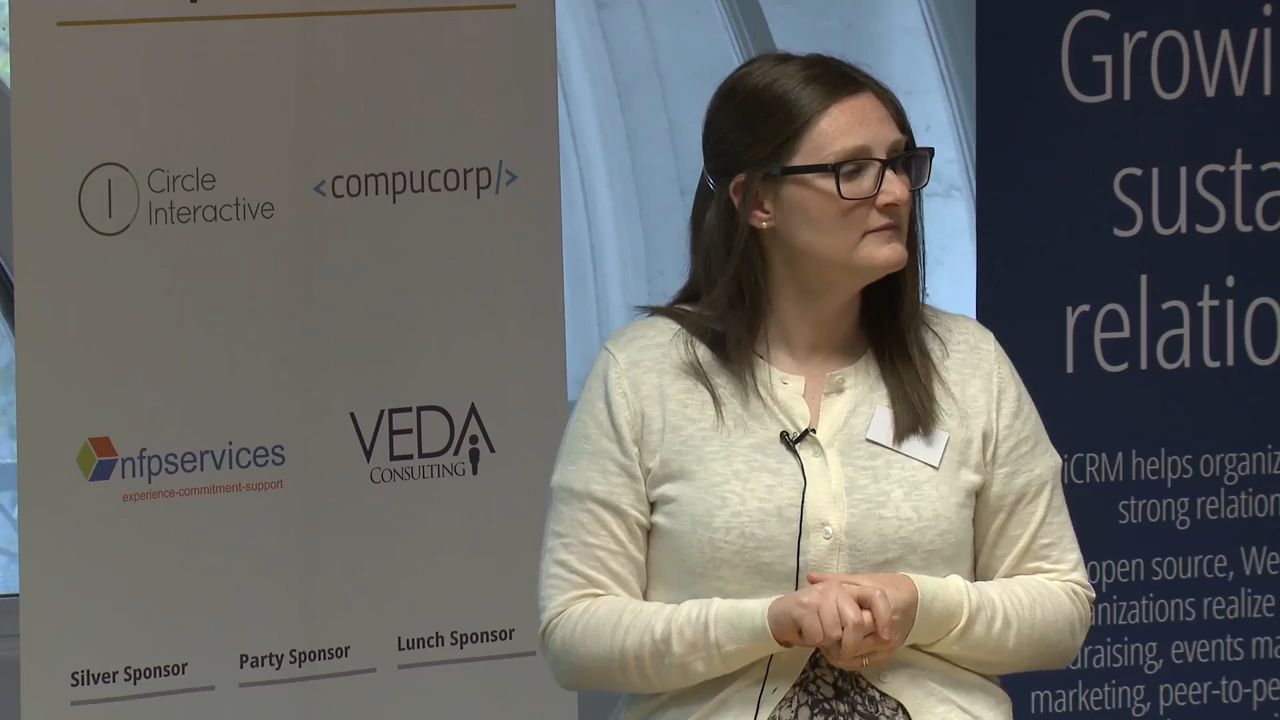 Circle
Interactive
<compucorp/>
nfpservices
experience-commitment-support
VEDA
CONSULTING
Silver Sponsor
Party Sponsor
Lunch Sponsor
Growi
susta
relatio
iCRM helps organiz
strong relation
open source, We
anizations realize
draising, events ma
marketing, peer-to-pe